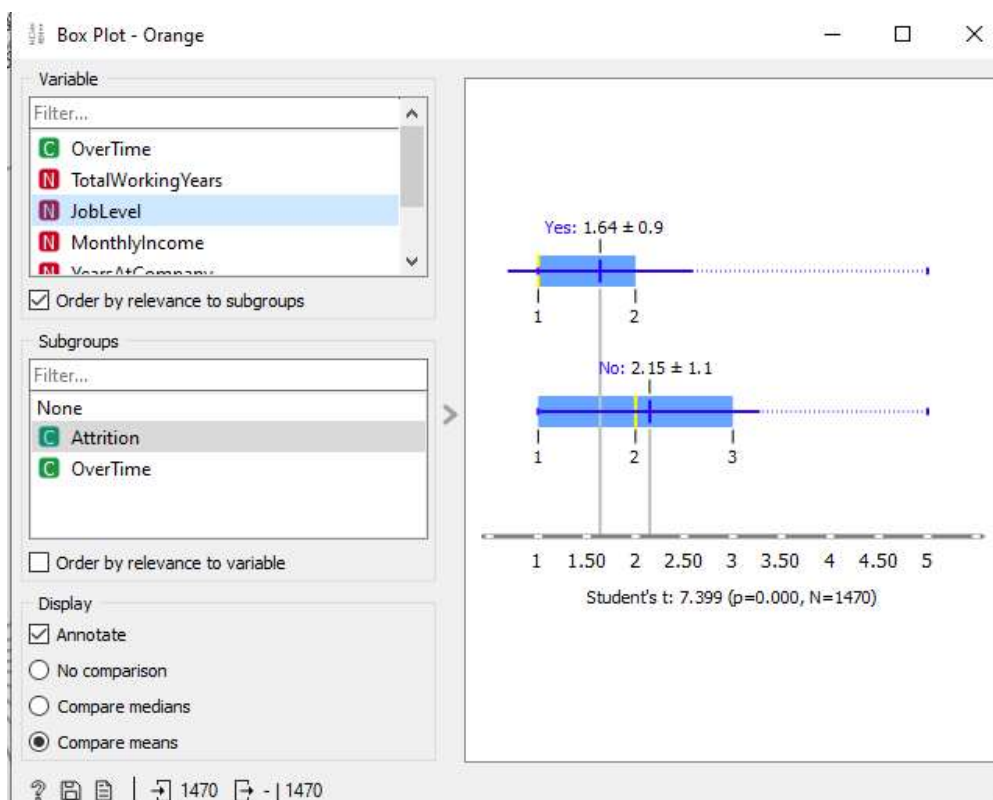 Box Plot - Orange
Variable
Filter...
C OverTime
N TotalWorkingYears
N JobLevel
N MonthlyIncome
N YearsAtCompany
Order by relevance to subgroups
Subgroups
Filter...
None
C Attrition
C OverTime
Order by relevance to variable
Display
Annotate
No comparison
Compare medians
Compare means
? 1470 - | 1470
Yes: 1.64 ± 0.9
1 2
No: 2.15 ± 1.1
1 2 3
1 1.50 2 2.50 3 3.50 4 4.50 5
Student's t: 7.399 (p=0.000, N=1470)